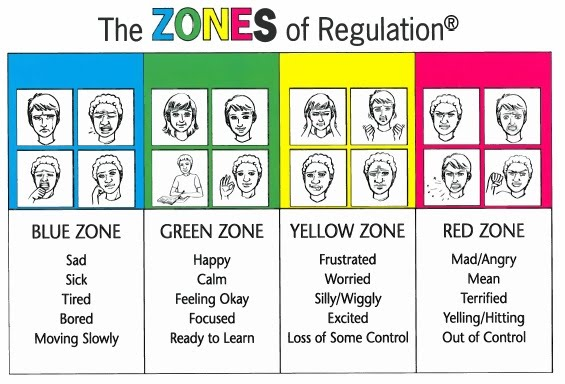 The ZONES of Regulation®
BLUE ZONE
Sad
Sick
Tired
Bored
Moving Slowly
GREEN ZONE
Happy
Calm
Feeling Okay
Focused
Ready to Learn
YELLOW ZONE
Frustrated
Worried
Silly/Wiggly
Excited
Loss of Some Control
RED ZONE
Mad/Angry
Mean
Terrified
Yelling/Hitting
Out of Control